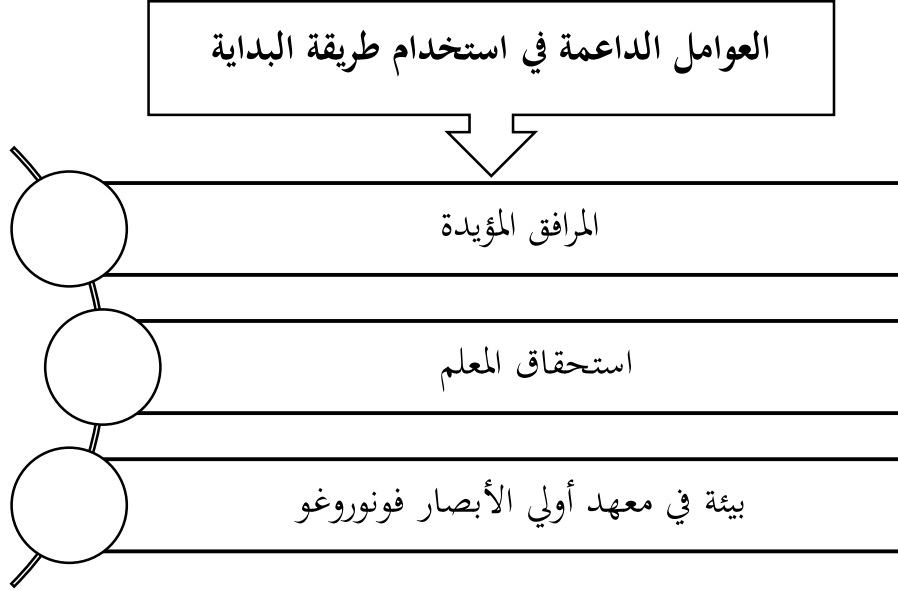 العوامل الداعمة في استخدام طريقة البداية
المرافق المؤيدة
استحقاق المعلم
بيئة في معهد أولي الأبصار فونوروغو